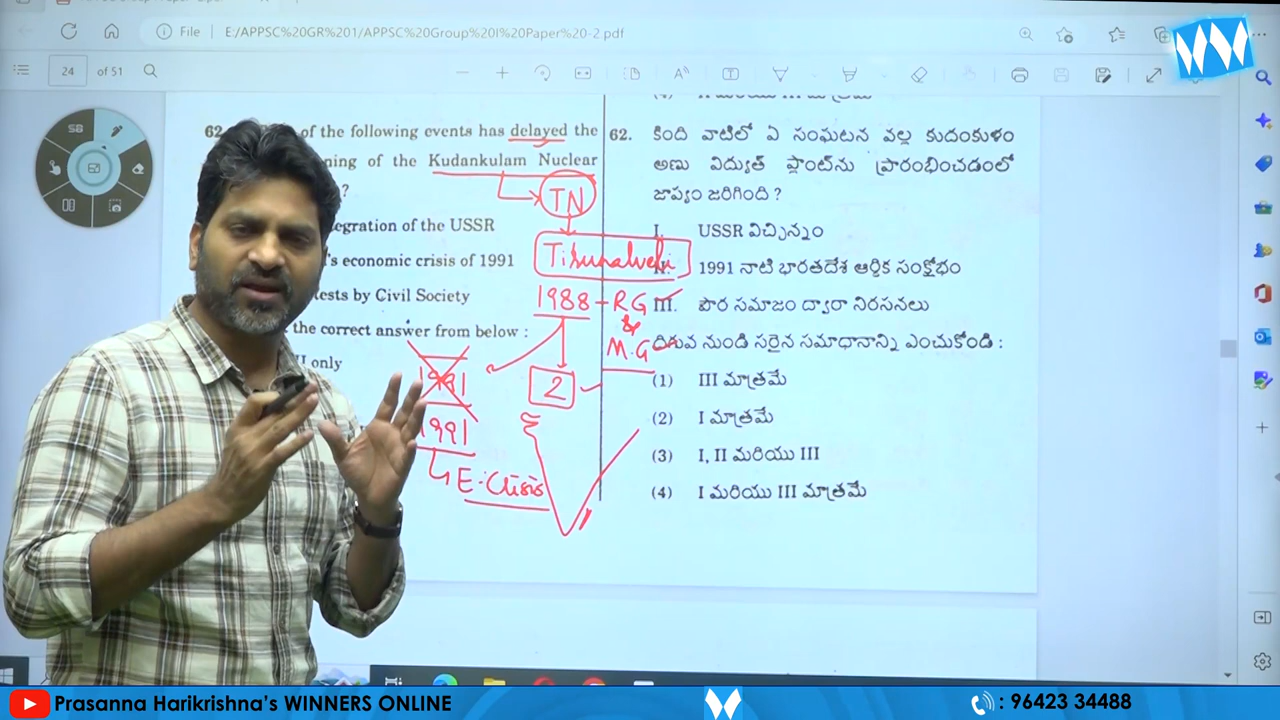 File E:/APPSC%20GR%201/APPSC%20Group%20I%20Paper%20-2.pdf
24 of 51
SB
62. of the following events has delayed the
ning of the Kudankulam Nuclear
?
tegration of the USSR
's economic crisis of 1991
tests by Civil Society
the correct answer from below :
II only
TN
Tirunalveli
1988 - RG
&
M.G
1991
2
1991
E. Crisis
62. కింది వాటిలో ఏ సంఘటన వల్ల కుదంకుళం
అణు విద్యుత్ ప్లాంట్‌ను ప్రారంభించడంలో
జాప్యం జరిగింది ?
I. USSR విచ్ఛిన్నం
II. 1991 నాటి భారతదేశ ఆర్థిక సంక్షోభం
III. పౌర సమాజం ద్వారా నిరసనలు
దిగువ నుండి సరైన సమాధానాన్ని ఎంచుకోండి :
(1) III మాత్రమే
(2) I మాత్రమే
(3) I, II మరియు III
(4) I మరియు III మాత్రమే
Prasanna Harikrishna's WINNERS ONLINE
: 96423 34488